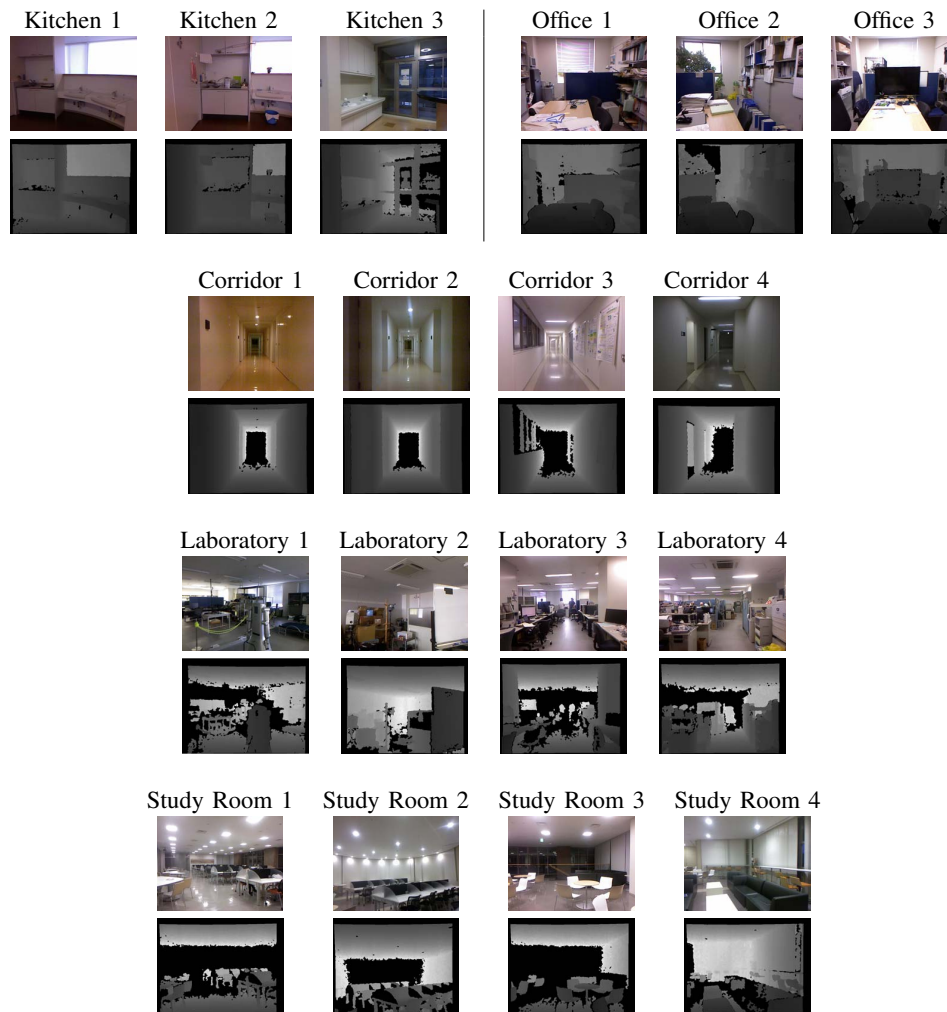 Kitchen 1 Kitchen 2 Kitchen 3 Office 1 Office 2 Office 3
Corridor 1 Corridor 2 Corridor 3 Corridor 4
Laboratory 1 Laboratory 2 Laboratory 3 Laboratory 4
Study Room 1 Study Room 2 Study Room 3 Study Room 4